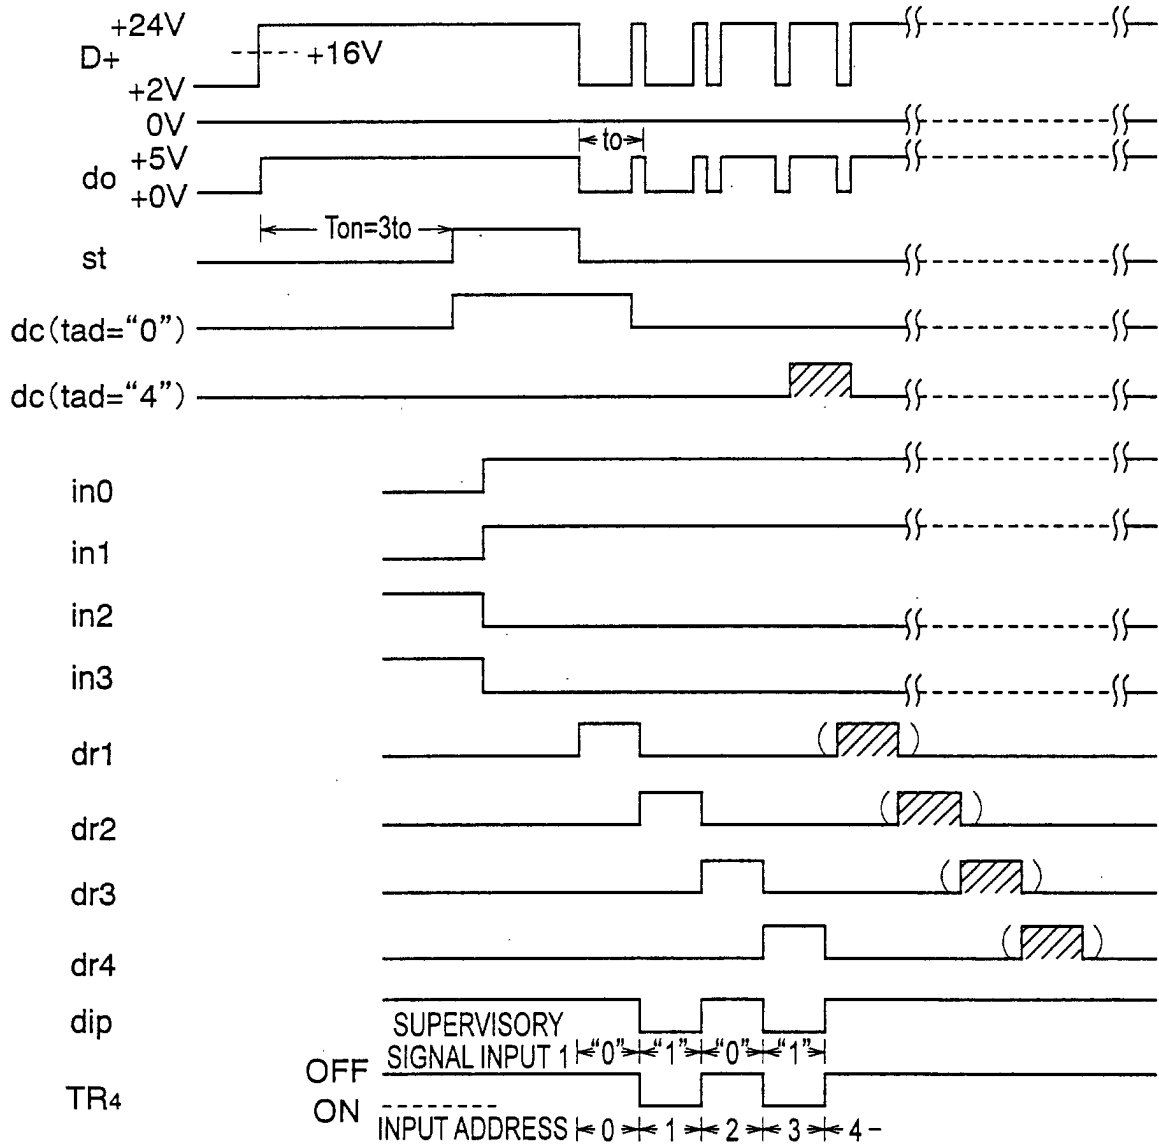 +24V
D+
+16V
+2V
0V
to
do
+5V
+0V
Ton=3to
st
dc(tad="0")
dc(tad="4")
in0
in1
in2
in3
dr1
dr2
dr3
dr4
dip
SUPERVISORY
SIGNAL INPUT 1 "0" "1" "0" "1"
OFF
TR4
ON
INPUT ADDRESS 0 1 2 3 4